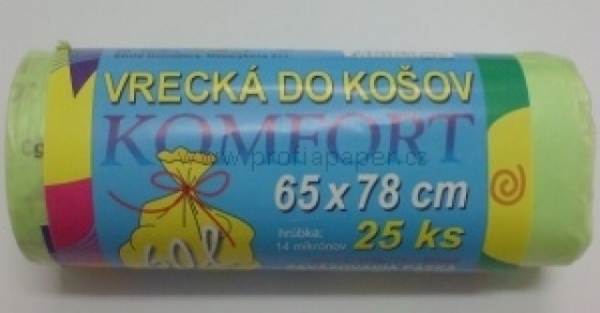 VRECKÁ DO KOŠOV
KOMFORT
www.profiapaper.cz
65 x 78 cm
hrúbka:
14 mikrónov
25 ks
60 l